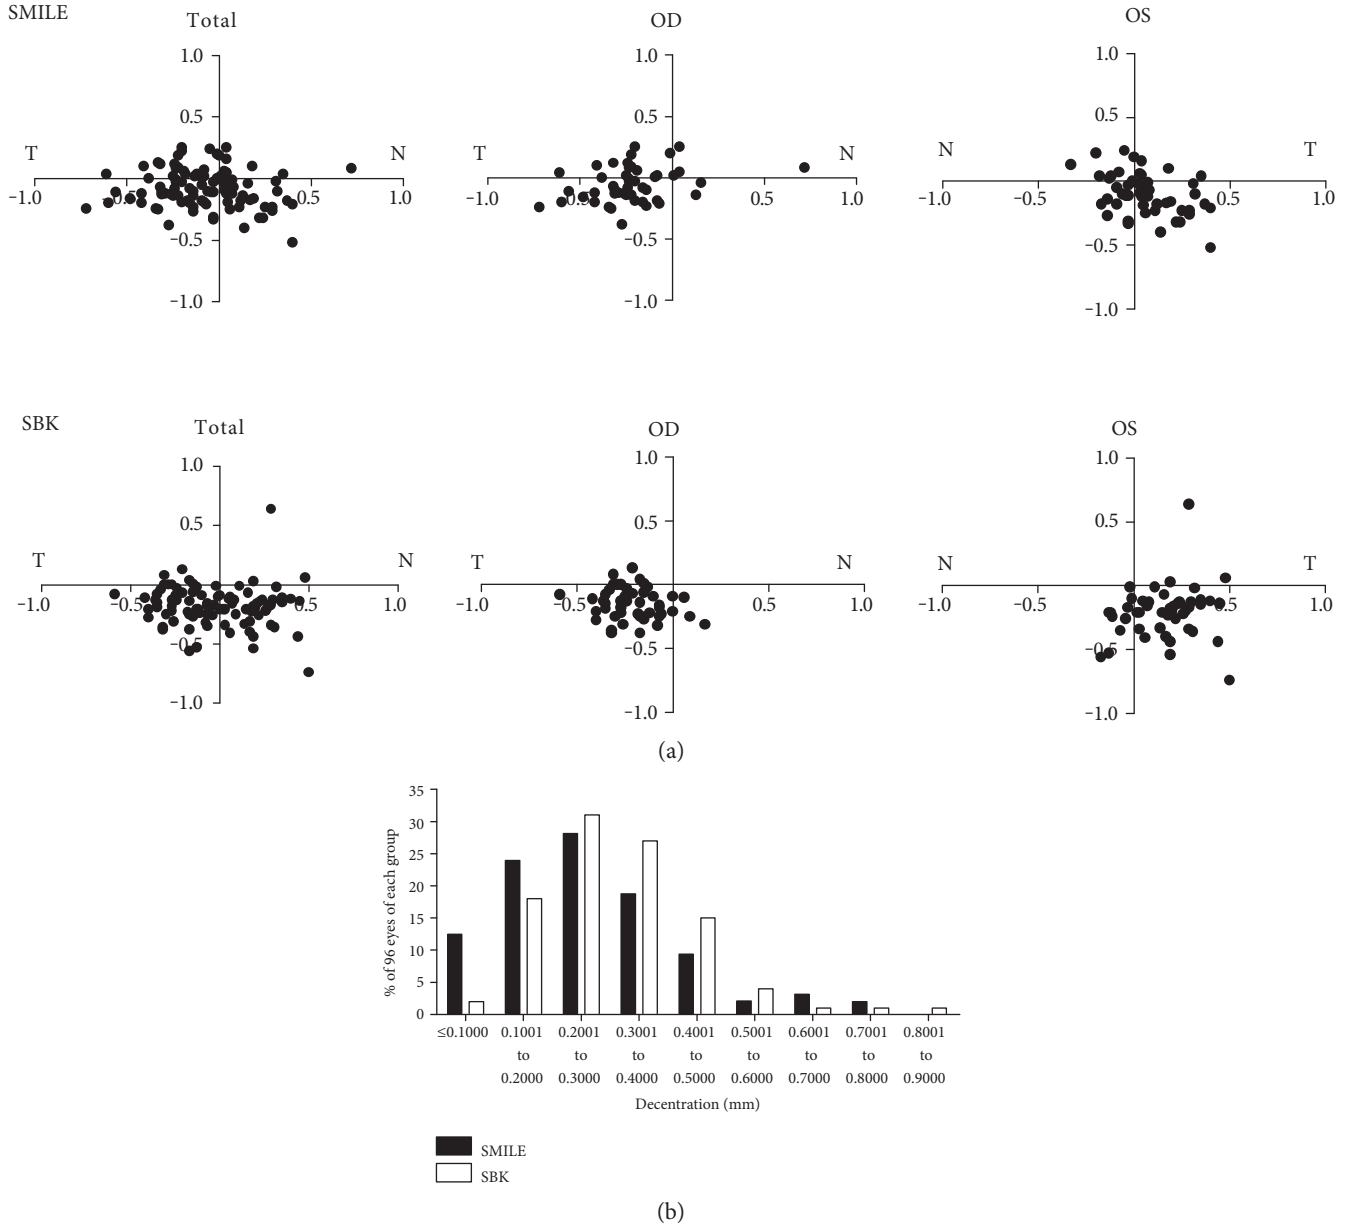 SMILE
Total
OD
OS
1.0
0.5
T
N
-1.0
-0.5
0.5
1.0
-0.5
-1.0
1.0
0.5
T
N
-1.0
-0.5
0.5
1.0
-0.5
-1.0
1.0
0.5
N
T
-1.0
-0.5
0.5
1.0
-0.5
-1.0
SBK
Total
OD
OS
1.0
0.5
T
N
-1.0
-0.5
0.5
1.0
-0.5
-1.0
1.0
0.5
T
N
-1.0
-0.5
0.5
1.0
-0.5
-1.0
1.0
0.5
N
T
-1.0
-0.5
0.5
1.0
-0.5
-1.0
(a)
% of 96 eyes of each group
35
30
25
20
15
10
5
0
≤0.1000 0.1001 0.2001 0.3001 0.4001 0.5001 0.6001 0.7001 0.8001
to to to to to to to to
0.2000 0.3000 0.4000 0.5000 0.6000 0.7000 0.8000 0.9000
Decentration (mm)
SMILE
SBK
(b)